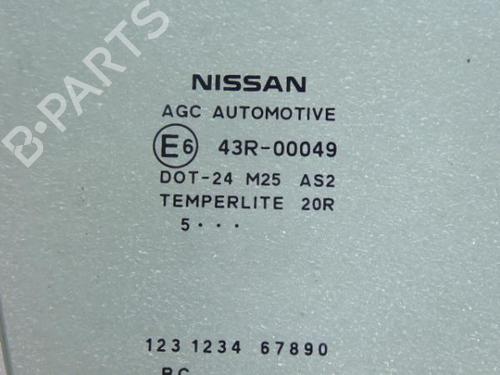 B-PARTS
NISSAN
AGC AUTOMOTIVE
E6 43R-00049
DOT-24 M25 AS2
TEMPERLITE 20R
5 · · ·
123 1234 67890